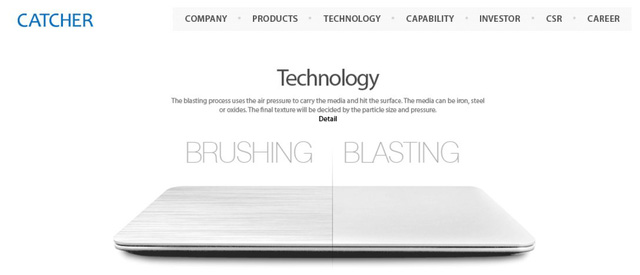 CATCHER
COMPANY PRODUCTS TECHNOLOGY CAPABILITY INVESTOR CSR CAREER
Technology
The blasting process uses the air pressure to carry the media and hit the surface. The media can be iron, steel
or oxides. The final texture will be decided by the particle size and pressure.
Detail
BRUSHING BLASTING